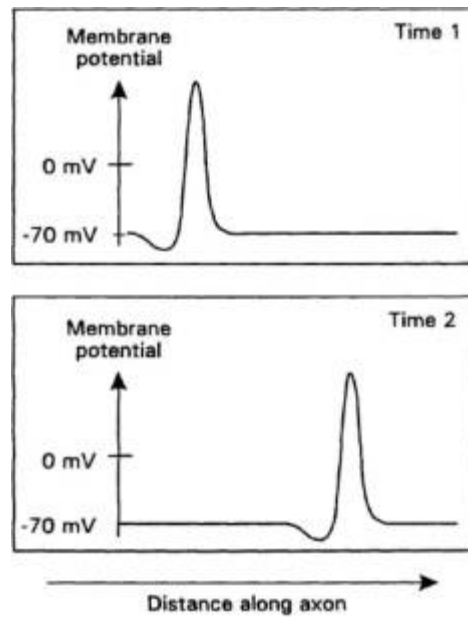 Time 1
Membrane
potential
0 mV
-70 mV
Time 2
Membrane
potential
0 mV
-70 mV
Distance along axon